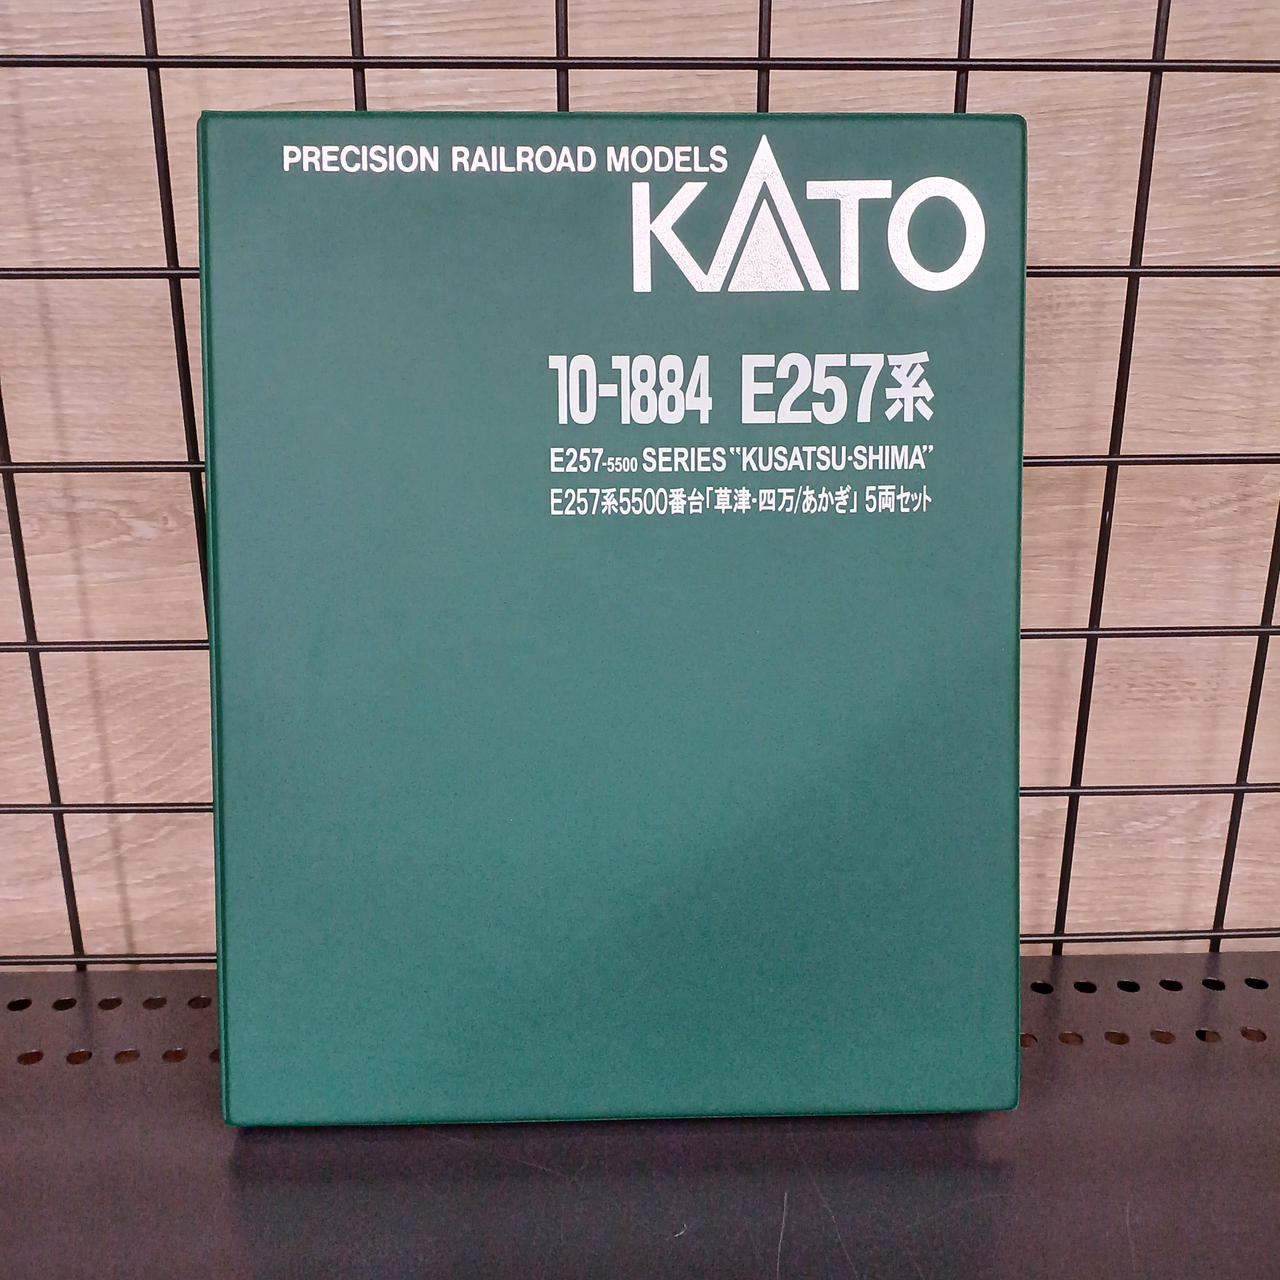 PRECISION RAILROAD MODELS
KATO
10-1884 E257系
E257-5500 SERIES “KUSATSU・SHIMA”
E257系5500番台「草津・四万/あかぎ」 5両セット